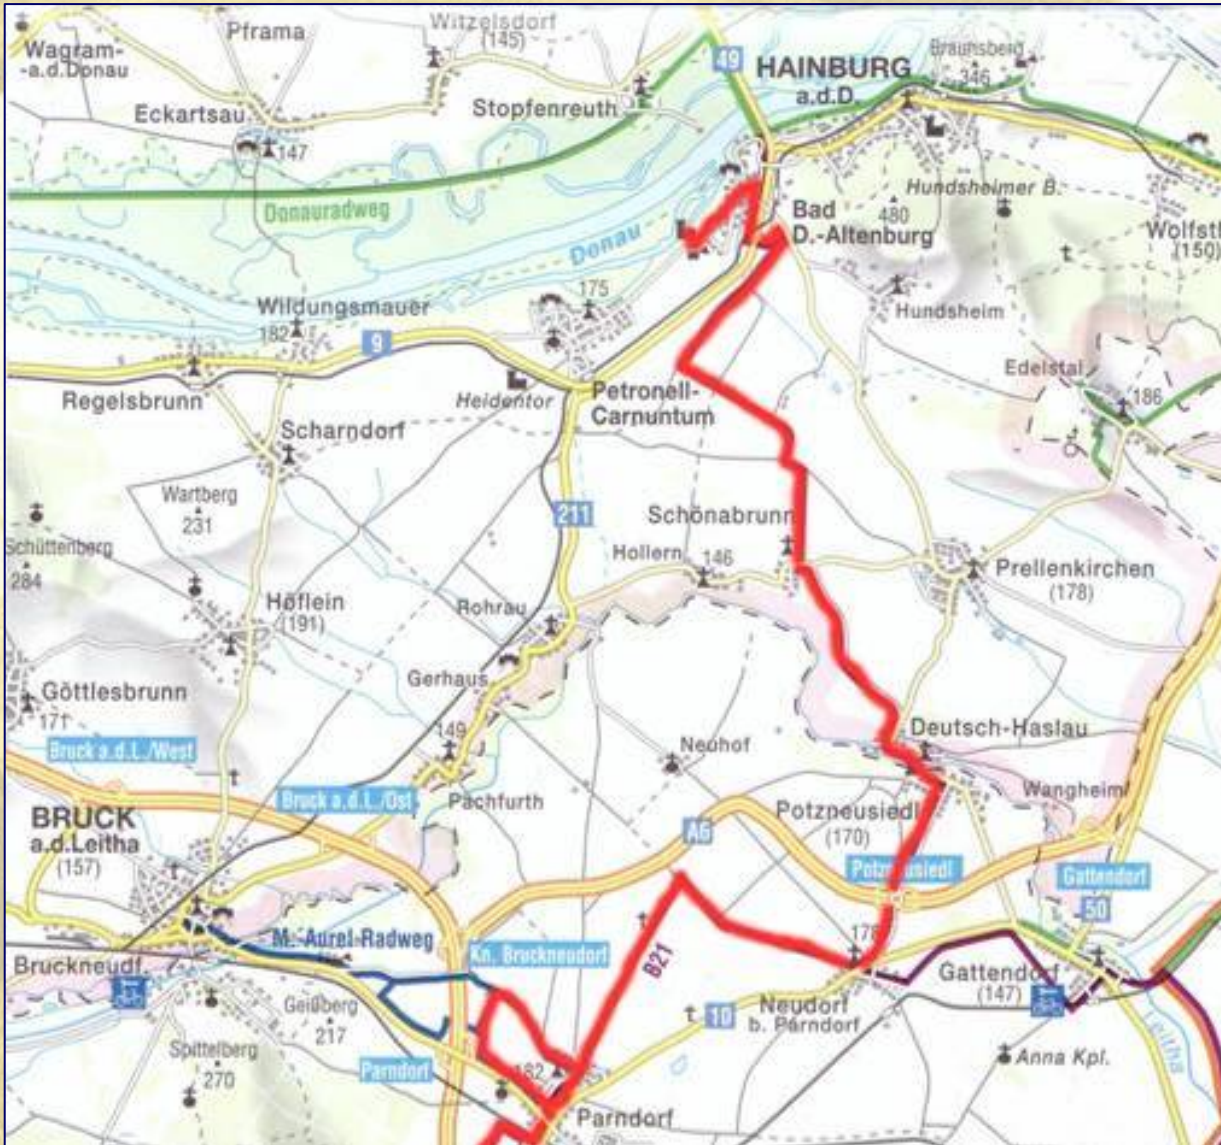 Wagram-
-a.d.Donau
Pframa
Witzelsdorf
(145)
49
HAINBURG
a.d.D.
Braunsberg
346
Eckartsau
147
Stopfenreuth
Hundsheimer B.
480
Donauradweg
Donau
Bad
D.-Altenburg
Wolfsth
(150)
Wildungsmauer
182
175
Hundsheim
9
Edelstal
186
Regelsbrunn
Heidentor
Petronell-
Carnuntum
Scharndorf
Wartberg
231
211
Schönabrunn
Schüttenberg
284
Hollern
146
Prellenkirchen
(178)
Höflein
(191)
Rohrau
Göttlesbrunn
171
Gerhaus
Deutsch-Haslau
Bruck a.d.L./West
149
Neuhof
Wangheim
Bruck a.d.L./Ost
Pachfurth
Potzneusiedl
(170)
BRUCK
a.d.Leitha
(157)
A6
Potzneusiedl
Gattendorf
50
M.-Aurel-Radweg
Kn. Bruckneudorf
B21
178
Bruckneudf.
Gattendorf
(147)
Geißberg
217
10
Neudorf
b. Parndorf
Leitha
Spittelberg
270
Parndorf
182
Anna Kpl.
Parndorf